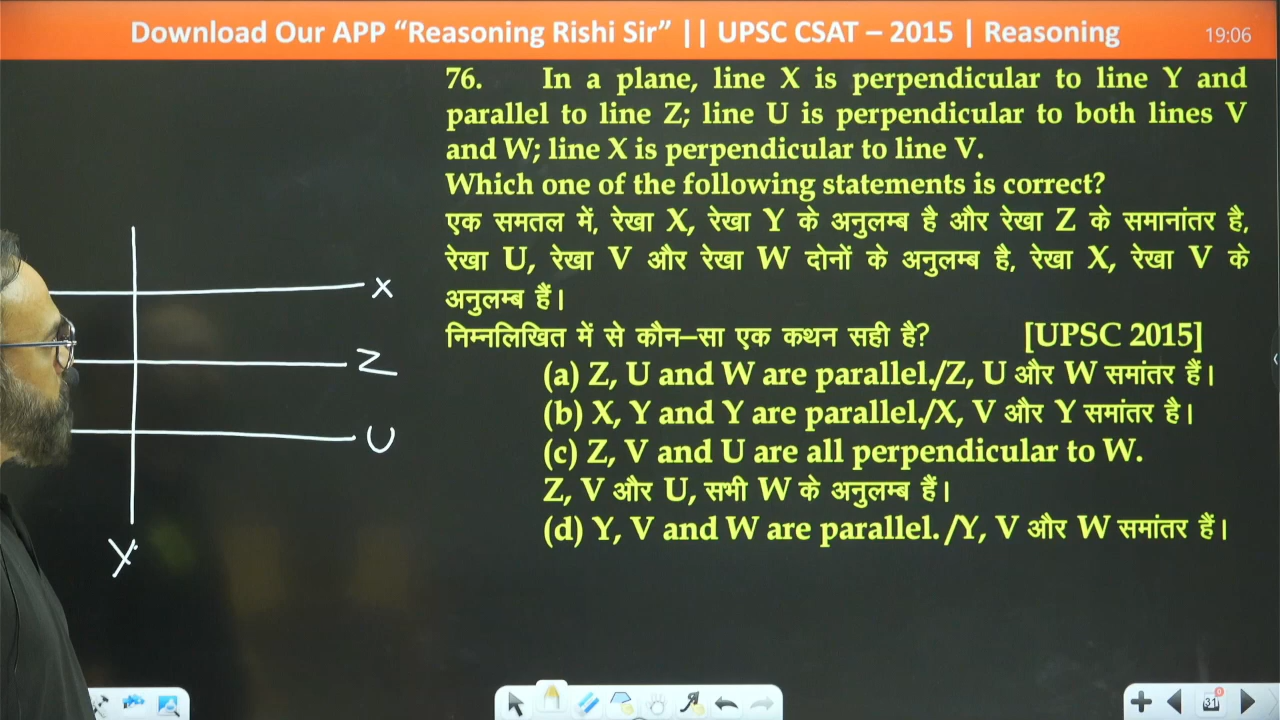 Download Our APP “Reasoning Rishi Sir” || UPSC CSAT – 2015 | Reasoning
19:06
76. In a plane, line X is perpendicular to line Y and
parallel to line Z; line U is perpendicular to both lines V
and W; line X is perpendicular to line V.
Which one of the following statements is correct?
एक समतल में, रेखा X, रेखा Y के अनुलम्ब है और रेखा Z के समानांतर है,
रेखा U, रेखा V और रेखा W दोनों के अनुलम्ब है, रेखा X, रेखा V के
अनुलम्ब हैं।
निम्नलिखित में से कौन–सा एक कथन सही है? [UPSC 2015]
(a) Z, U and W are parallel./Z, U और W समांतर हैं।
(b) X, Y and Y are parallel./X, V और Y समांतर है।
(c) Z, V and U are all perpendicular to W.
Z, V और U, सभी W के अनुलम्ब हैं।
(d) Y, V and W are parallel. /Y, V और W समांतर हैं।
X
Z
U
Y
31